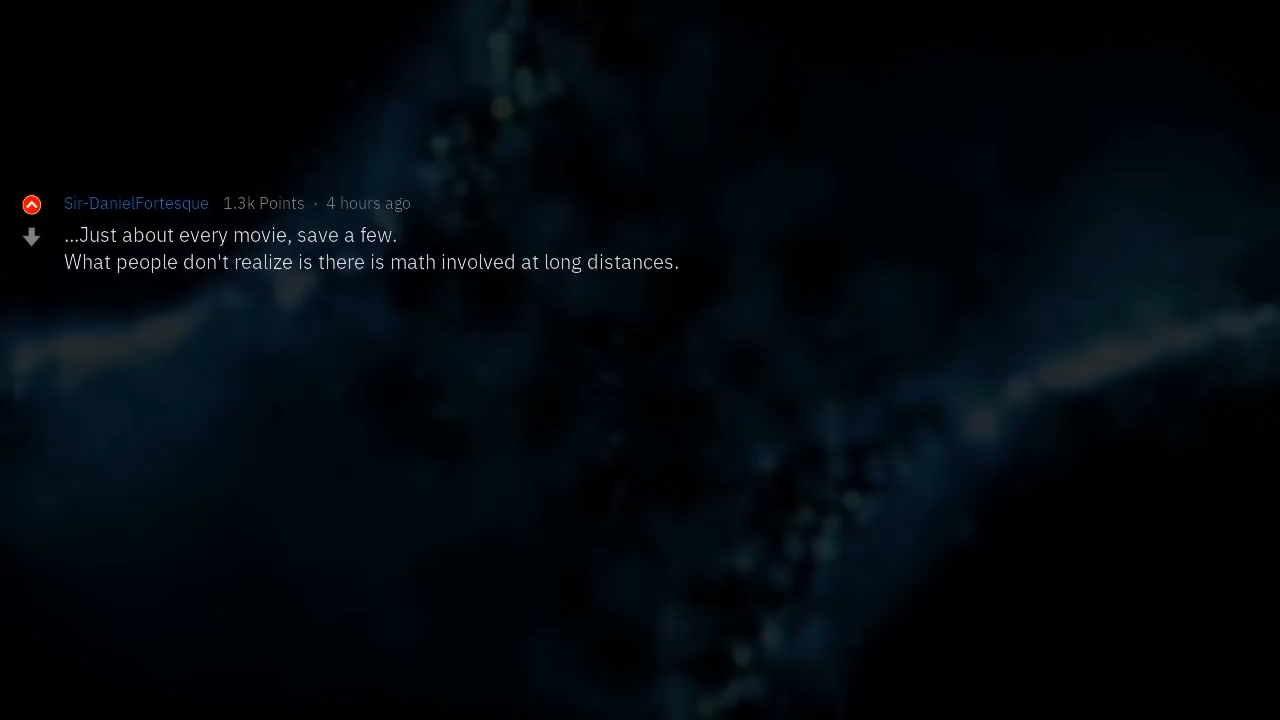 Sir-DanielFortesque 1.3k Points · 4 hours ago
...Just about every movie, save a few.
What people don't realize is there is math involved at long distances.